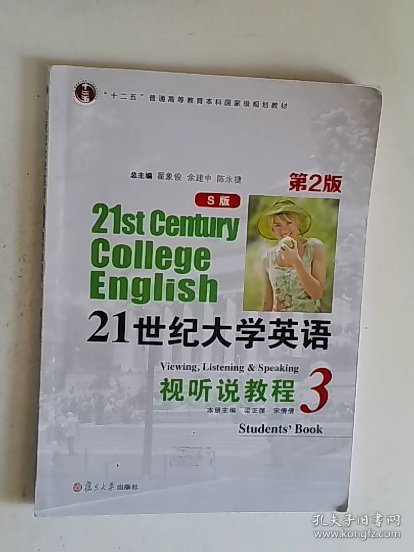 "十二五"普通高等教育本科国家级规划教材
总主编 翟象俊 余建中 陈永捷
第2版
S版
21st Century
College
English
21世纪大学英语
Viewing, Listening & Speaking
视听说教程 3
本册主编 梁正溜 宋倩倩
Students' Book
复旦大学出版社
孔夫子旧书网
www.kongfz.com